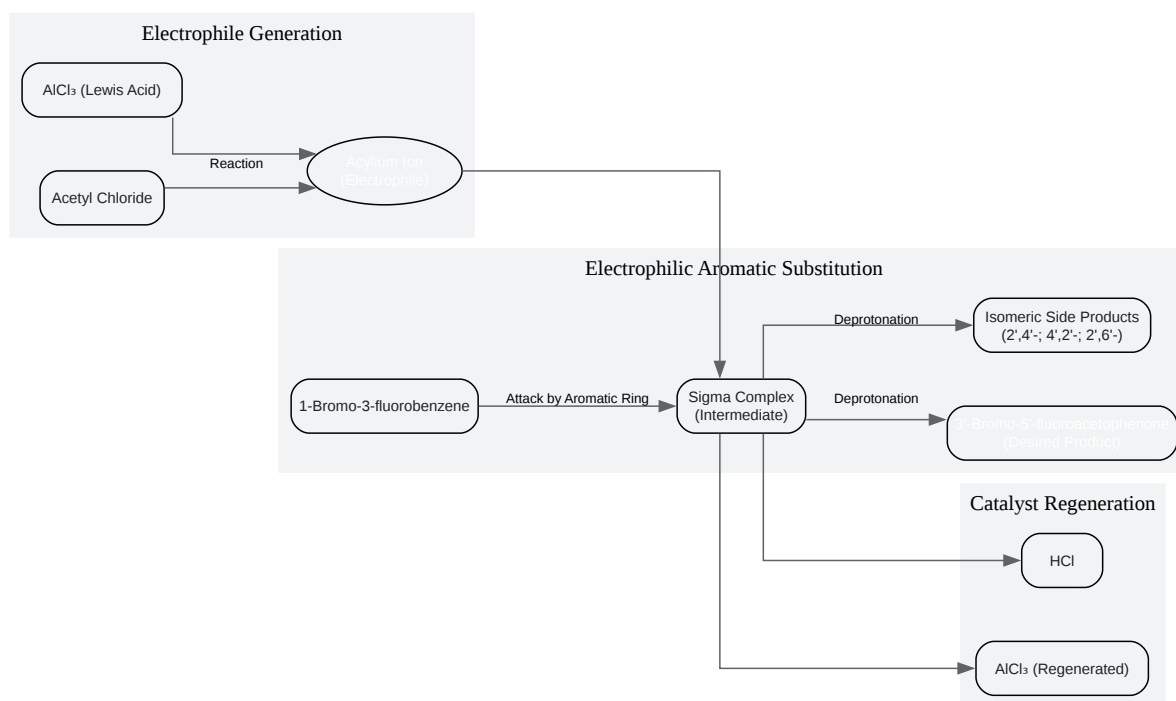 Electrophile Generation
AlCl₃ (Lewis Acid)
Reaction
Acylium Ion
(Electrophile)
Acetyl Chloride
Electrophilic Aromatic Substitution
Deprotonation
Isomeric Side Products
(2',4'-; 4',2'-; 2',6'-)
1-Bromo-3-fluorobenzene
Attack by Aromatic Ring
Sigma Complex
(Intermediate)
Deprotonation
3'-Bromo-5'-fluoroacetophenone
(Desired Product)
Catalyst Regeneration
HCl
AlCl₃ (Regenerated)